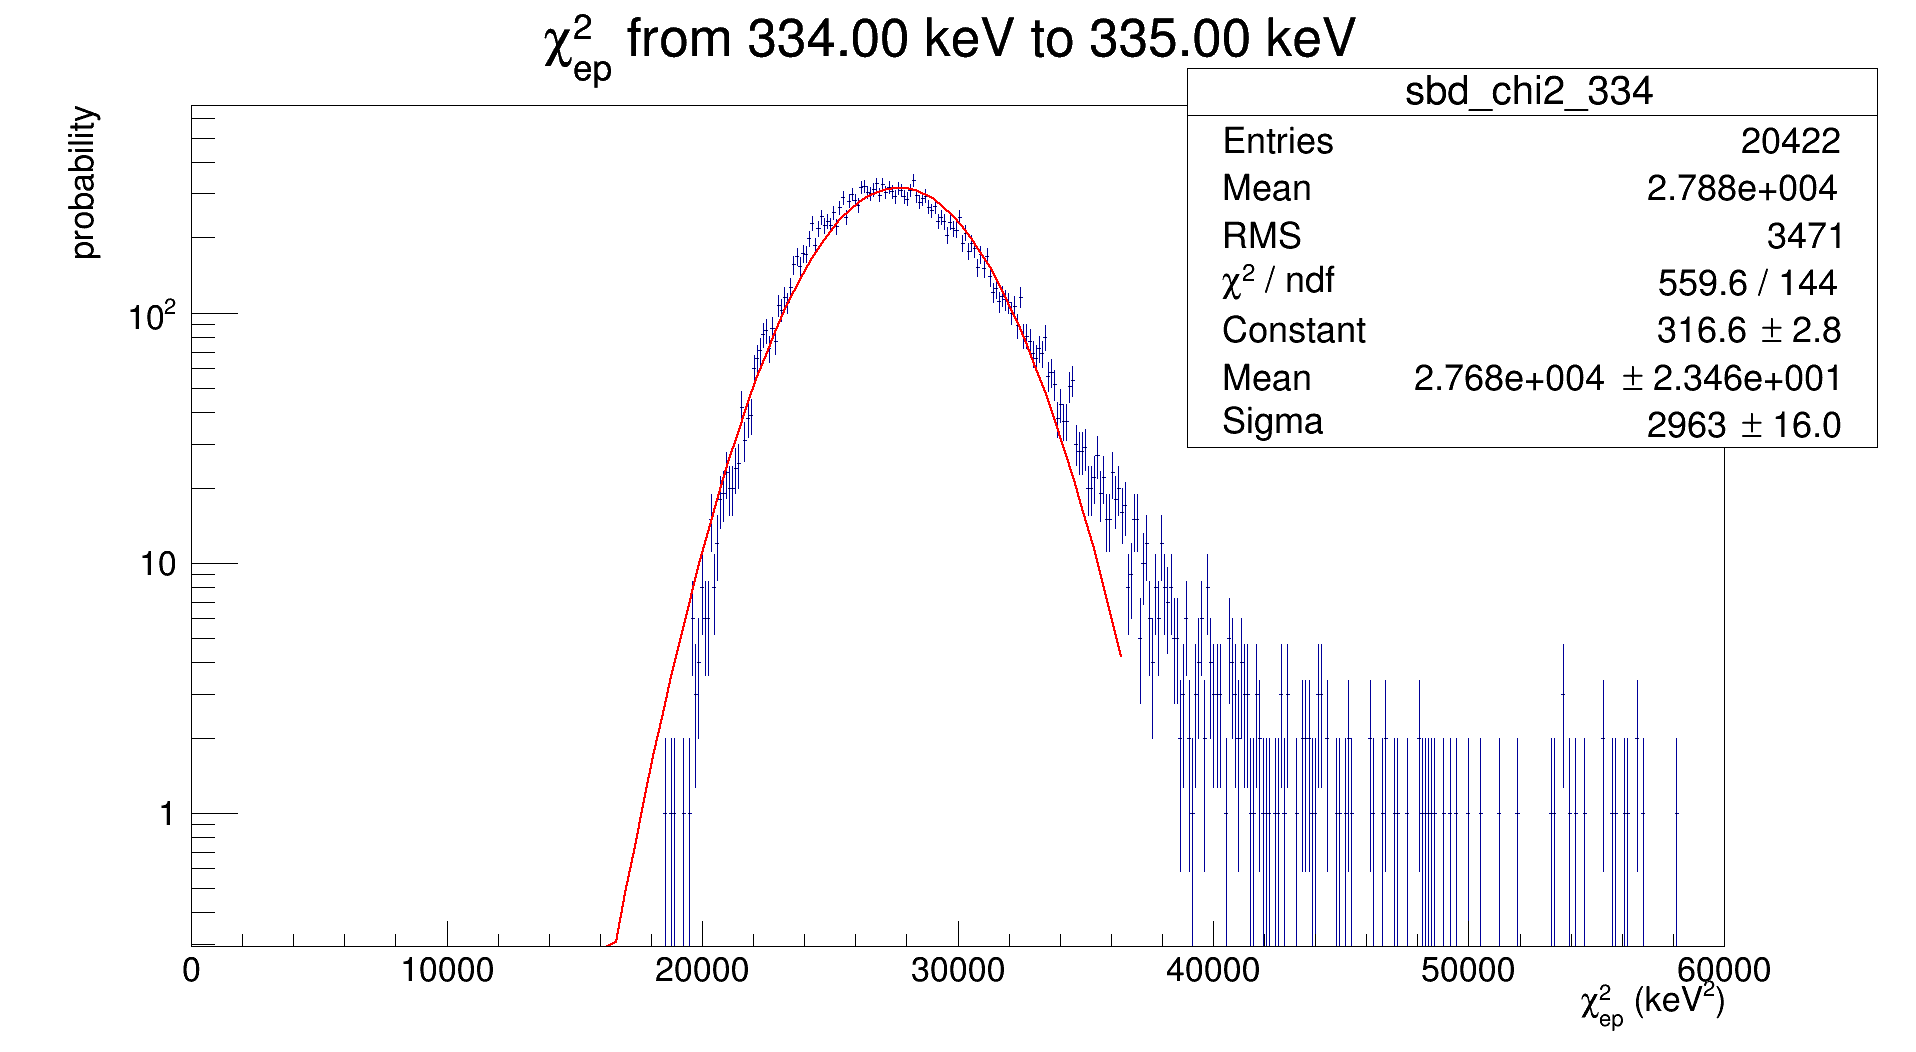 χ²ep from 334.00 keV to 335.00 keV
sbd_chi2_334
Entries 20422
Mean 2.788e+004
RMS 3471
χ² / ndf 559.6 / 144
Constant 316.6 ± 2.8
Mean 2.768e+004 ± 2.346e+001
Sigma 2963 ± 16.0
probability
10²
10
1
0 10000 20000 30000 40000 50000 60000
χ²ep (keV²)